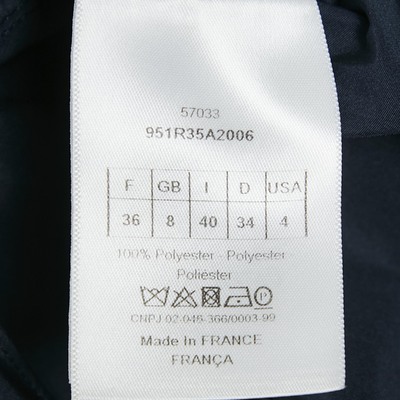 57033
951R35A2006
F GB I D USA
36 8 40 34 4
100% Polyester - Polyester
Poliéster
P
CNPJ 02-045-366/0003-99
Made In FRANCE
FRANÇA